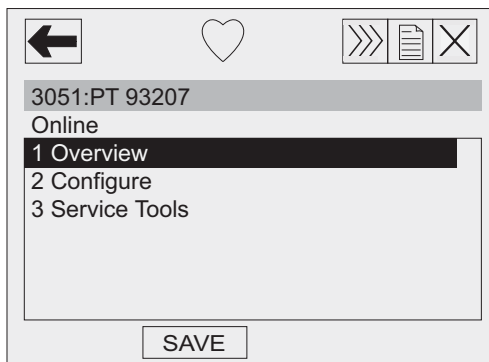 3051:PT 93207
Online
1 Overview
2 Configure
3 Service Tools
SAVE